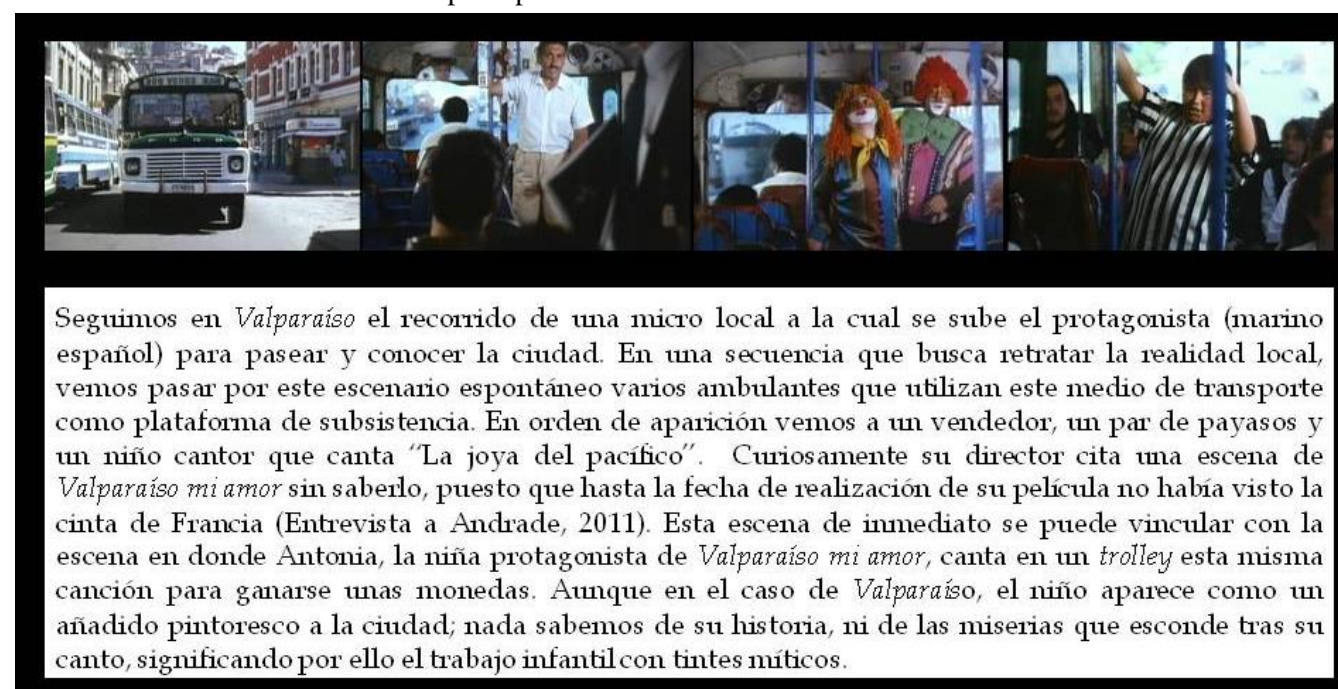 Seguimos en Valparaíso el recorrido de una micro local a la cual se sube el protagonista (marino
español) para pasear y conocer la ciudad. En una secuencia que busca retratar la realidad local,
vemos pasar por este escenario espontáneo varios ambulantes que utilizan este medio de transporte
como plataforma de subsistencia. En orden de aparición vemos a un vendedor, un par de payasos y
un niño cantor que canta “La joya del pacífico”. Curiosamente su director cita una escena de
Valparaíso mi amor sin saberlo, puesto que hasta la fecha de realización de su película no había visto la
cinta de Francia (Entrevista a Andrade, 2011). Esta escena de inmediato se puede vincular con la
escena en donde Antonia, la niña protagonista de Valparaíso mi amor, canta en un trolley esta misma
canción para ganarse unas monedas. Aunque en el caso de Valparaíso, el niño aparece como un
añadido pintoresco a la ciudad; nada sabemos de su historia, ni de las miserias que esconde tras su
canto, significando por ello el trabajo infantil con tintes míticos.